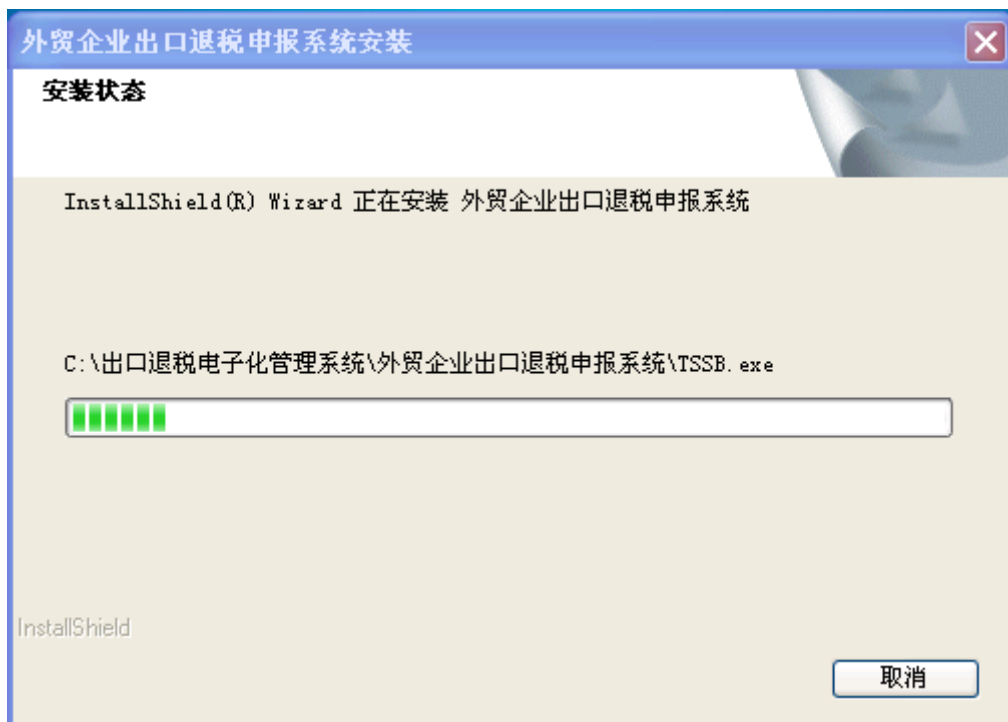 外贸企业出口退税申报系统安装
安装状态
InstallShield(R) Wizard 正在安装 外贸企业出口退税申报系统
C:\出口退税电子化管理系统\外贸企业出口退税申报系统\TSSB.exe
InstallShield
取消